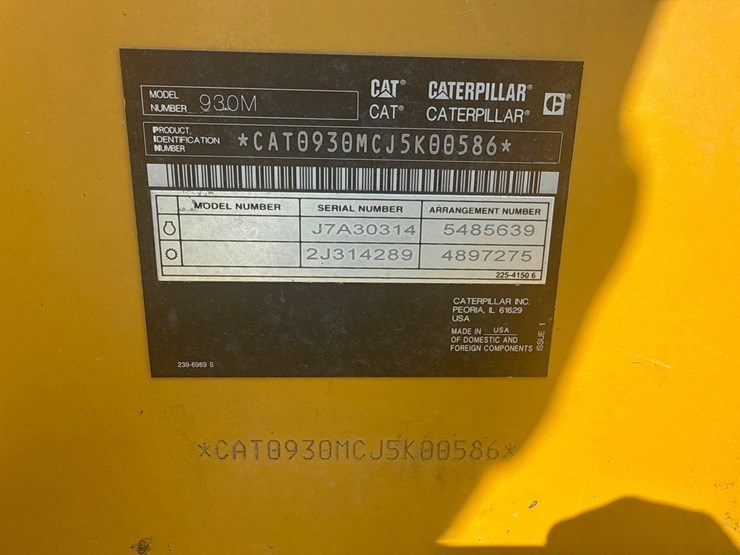 CAT® CATERPILLAR® C
MODEL NUMBER 930M CAT® CATERPILLAR®
PRODUCT IDENTIFICATION NUMBER *CAT0930MCJ5K00586*
MODEL NUMBER SERIAL NUMBER ARRANGEMENT NUMBER
J7A30314 5485639
2J314289 4897275
225-4150 6
CATERPILLAR INC.
PEORIA, IL 61629
USA
MADE IN USA
OF DOMESTIC AND
FOREIGN COMPONENTS
ISSUE 1
239-8989 5
*CAT0930MCJ5K00586*